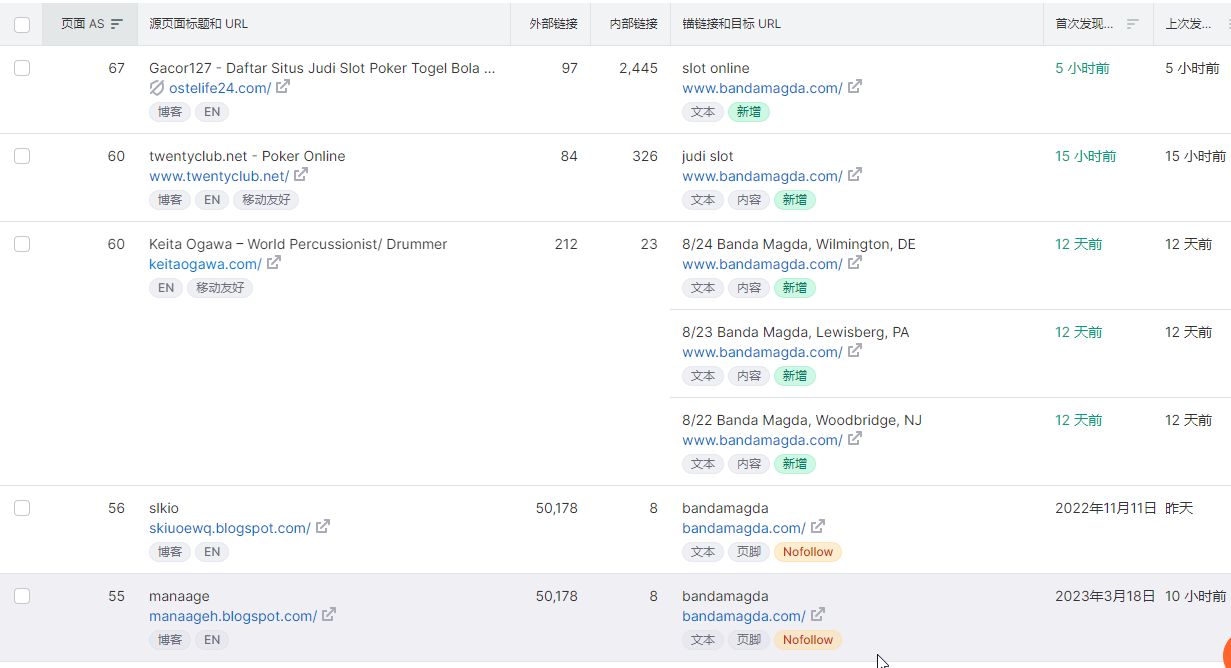 页面 AS 源页面标题和 URL 外部链接 内部链接 锚链接和目标 URL 首次发现... 上次发...
67 Gacor127 - Daftar Situs Judi Slot Poker Togel Bola ... 97 2,445 slot online 5 小时前 5 小时前
ostelife24.com/ www.bandamagda.com/
博客 EN 文本 新增
60 twentyclub.net - Poker Online 84 326 judi slot 15 小时前 15 小时前
www.twentyclub.net/ www.bandamagda.com/
博客 EN 移动友好 文本 内容 新增
60 Keita Ogawa – World Percussionist/ Drummer 212 23 8/24 Banda Magda, Wilmington, DE 12 天前 12 天前
keitaogawa.com/ www.bandamagda.com/
EN 移动友好 文本 内容 新增
8/23 Banda Magda, Lewisberg, PA 12 天前 12 天前
www.bandamagda.com/
文本 内容 新增
8/22 Banda Magda, Woodbridge, NJ 12 天前 12 天前
www.bandamagda.com/
文本 内容 新增
56 slkio 50,178 8 bandamagda 2022年11月11日 昨天
skiuoewq.blogspot.com/ bandamagda.com/
博客 EN 文本 页脚 Nofollow
55 manaage 50,178 8 bandamagda 2023年3月18日 10 小时前
manaageh.blogspot.com/ bandamagda.com/
博客 EN 文本 页脚 Nofollow